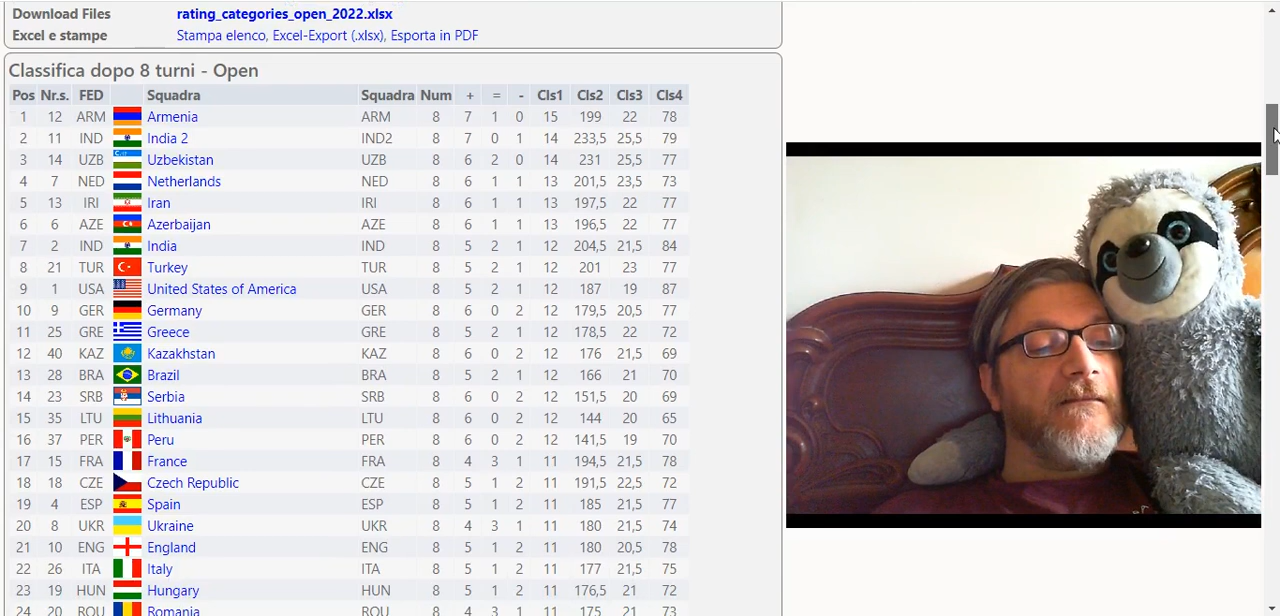 Download Files rating_categories_open_2022.xlsx
Excel e stampe Stampa elenco, Excel-Export (.xlsx), Esporta in PDF
Classifica dopo 8 turni - Open
Pos Nr.s. FED Squadra Squadra Num + = - Cls1 Cls2 Cls3 Cls4
1 12 ARM Armenia ARM 8 7 1 0 15 199 22 78
2 11 IND India 2 IND2 8 7 0 1 14 233,5 25,5 79
3 14 UZB Uzbekistan UZB 8 6 2 0 14 231 25,5 77
4 7 NED Netherlands NED 8 6 1 1 13 201,5 23,5 73
5 13 IRI Iran IRI 8 6 1 1 13 197,5 22 77
6 6 AZE Azerbaijan AZE 8 6 1 1 13 196,5 22 77
7 2 IND India IND 8 5 2 1 12 204,5 21,5 84
8 21 TUR Turkey TUR 8 5 2 1 12 201 23 77
9 1 USA United States of America USA 8 5 2 1 12 187 19 87
10 9 GER Germany GER 8 6 0 2 12 179,5 20,5 77
11 25 GRE Greece GRE 8 5 2 1 12 178,5 22 72
12 40 KAZ Kazakhstan KAZ 8 6 0 2 12 176 21,5 69
13 28 BRA Brazil BRA 8 5 2 1 12 166 21 70
14 23 SRB Serbia SRB 8 6 0 2 12 151,5 20 69
15 35 LTU Lithuania LTU 8 6 0 2 12 144 20 65
16 37 PER Peru PER 8 6 0 2 12 141,5 19 70
17 15 FRA France FRA 8 4 3 1 11 194,5 21,5 78
18 18 CZE Czech Republic CZE 8 5 1 2 11 191,5 22,5 72
19 4 ESP Spain ESP 8 5 1 2 11 185 21,5 77
20 8 UKR Ukraine UKR 8 4 3 1 11 180 21,5 74
21 10 ENG England ENG 8 5 1 2 11 180 20,5 78
22 26 ITA Italy ITA 8 5 1 2 11 177 21,5 75
23 19 HUN Hungary HUN 8 5 1 2 11 176,5 21 72
24 20 ROU Romania ROU 8 4 3 1 11 175 21 73